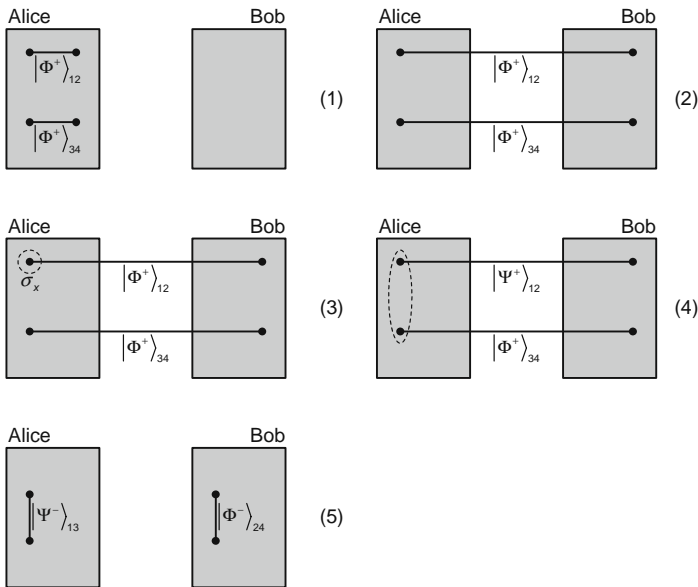 Alice
Bob
|Φ⁺⟩₁₂
|Φ⁺⟩₃₄
(1)
Alice
Bob
|Φ⁺⟩₁₂
|Φ⁺⟩₃₄
(2)
Alice
Bob
σₓ
|Φ⁺⟩₁₂
|Φ⁺⟩₃₄
(3)
Alice
Bob
|Ψ⁺⟩₁₂
|Φ⁺⟩₃₄
(4)
Alice
Bob
|Ψ⁻⟩₁₃
|Φ⁻⟩₂₄
(5)